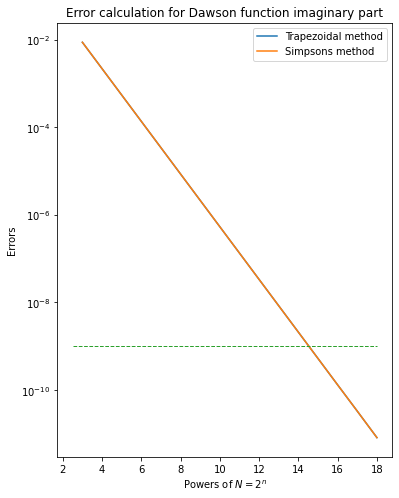 Error calculation for Dawson function imaginary part
Trapezoidal method
Simpsons method
Errors
10⁻²
10⁻⁴
10⁻⁶
10⁻⁸
10⁻¹⁰
2 4 6 8 10 12 14 16 18
Powers of N = 2ⁿ